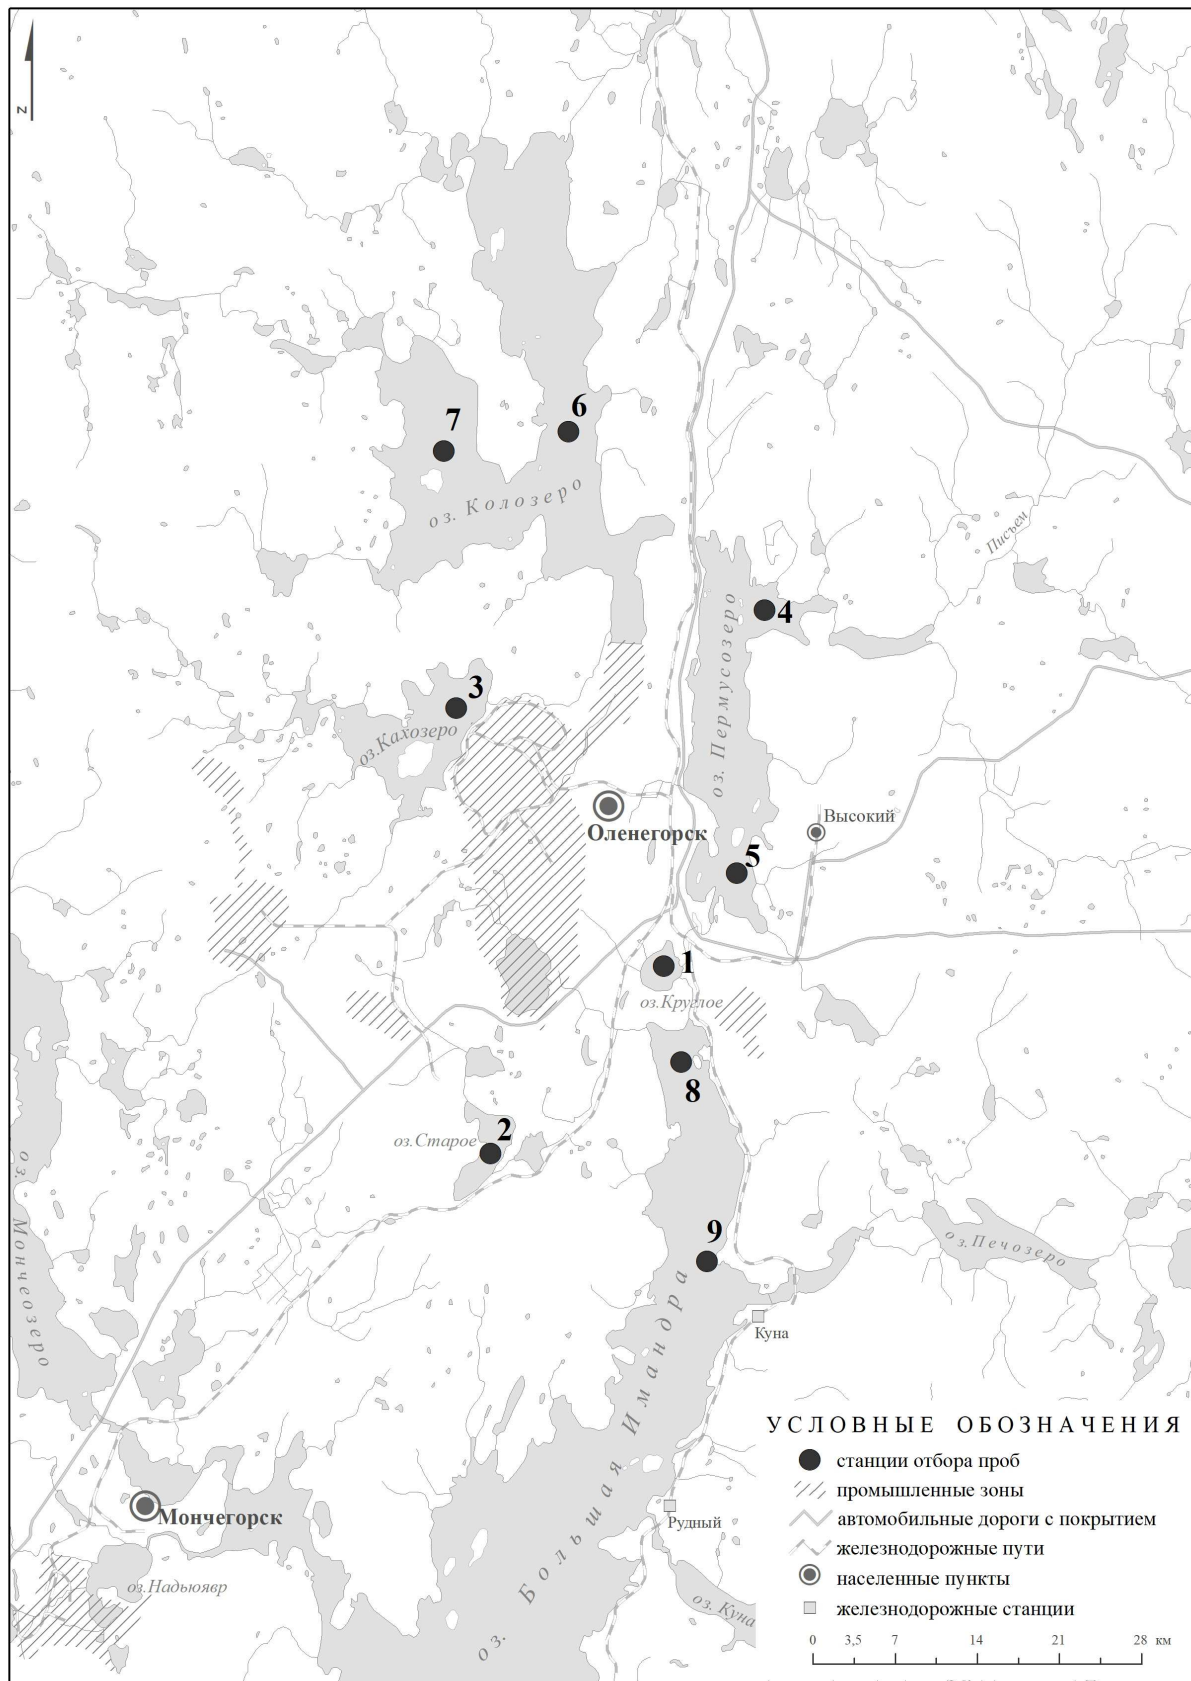 N
7
6
оз. Колозеро
Писъем
4
оз. Пермусозеро
3
оз.Кахозеро
Высокий
Оленегорск
5
1
оз.Круглое
8
2
оз.Старое
9
оз. Мончеозеро
оз.Печозеро
Куна
оз. Большая Имандра
УСЛОВНЫЕ ОБОЗНАЧЕНИЯ
станции отбора проб
промышленные зоны
Мончегорск
Рудный
автомобильные дороги с покрытием
железнодорожные пути
оз.Надьюявр
населенные пункты
оз. Куна
железнодорожные станции
0 3,5 7 14 21 28 км